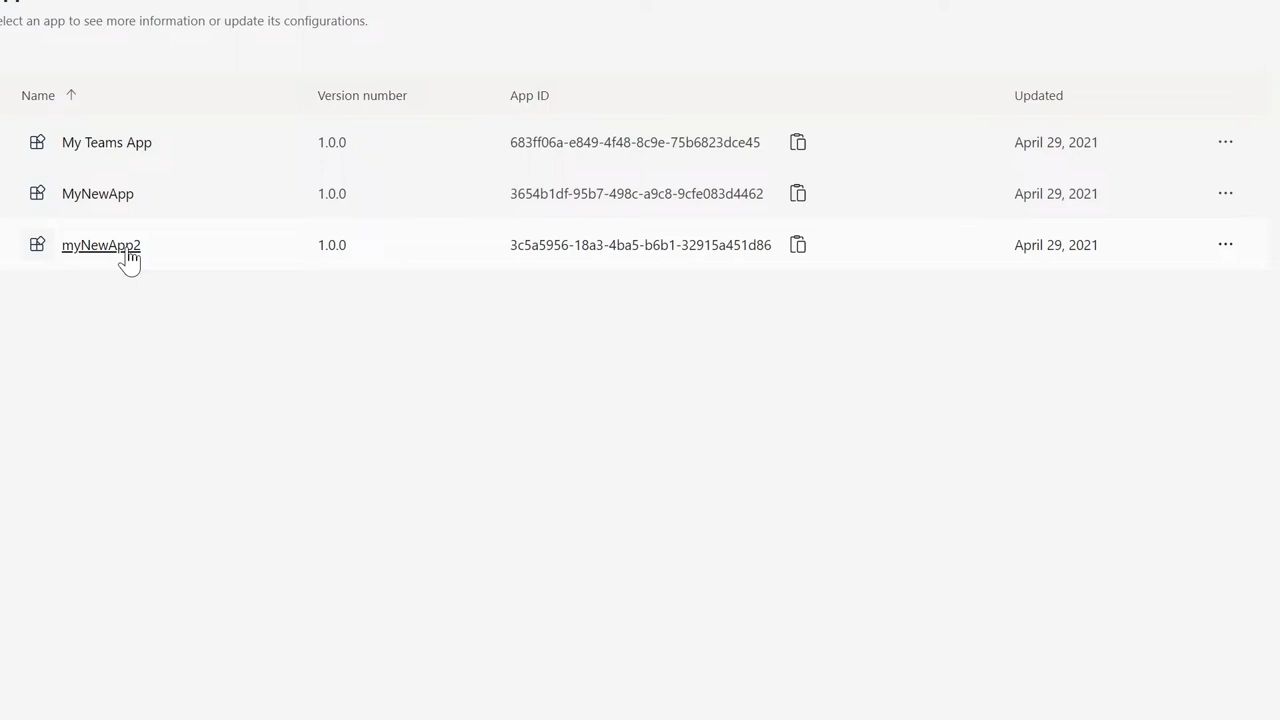 elect an app to see more information or update its configurations.
Name Version number App ID Updated
My Teams App 1.0.0 683ff06a-e849-4f48-8c9e-75b6823dce45 April 29, 2021
MyNewApp 1.0.0 3654b1df-95b7-498c-a9c8-9cfe083d4462 April 29, 2021
myNewApp2 1.0.0 3c5a5956-18a3-4ba5-b6b1-32915a451d86 April 29, 2021